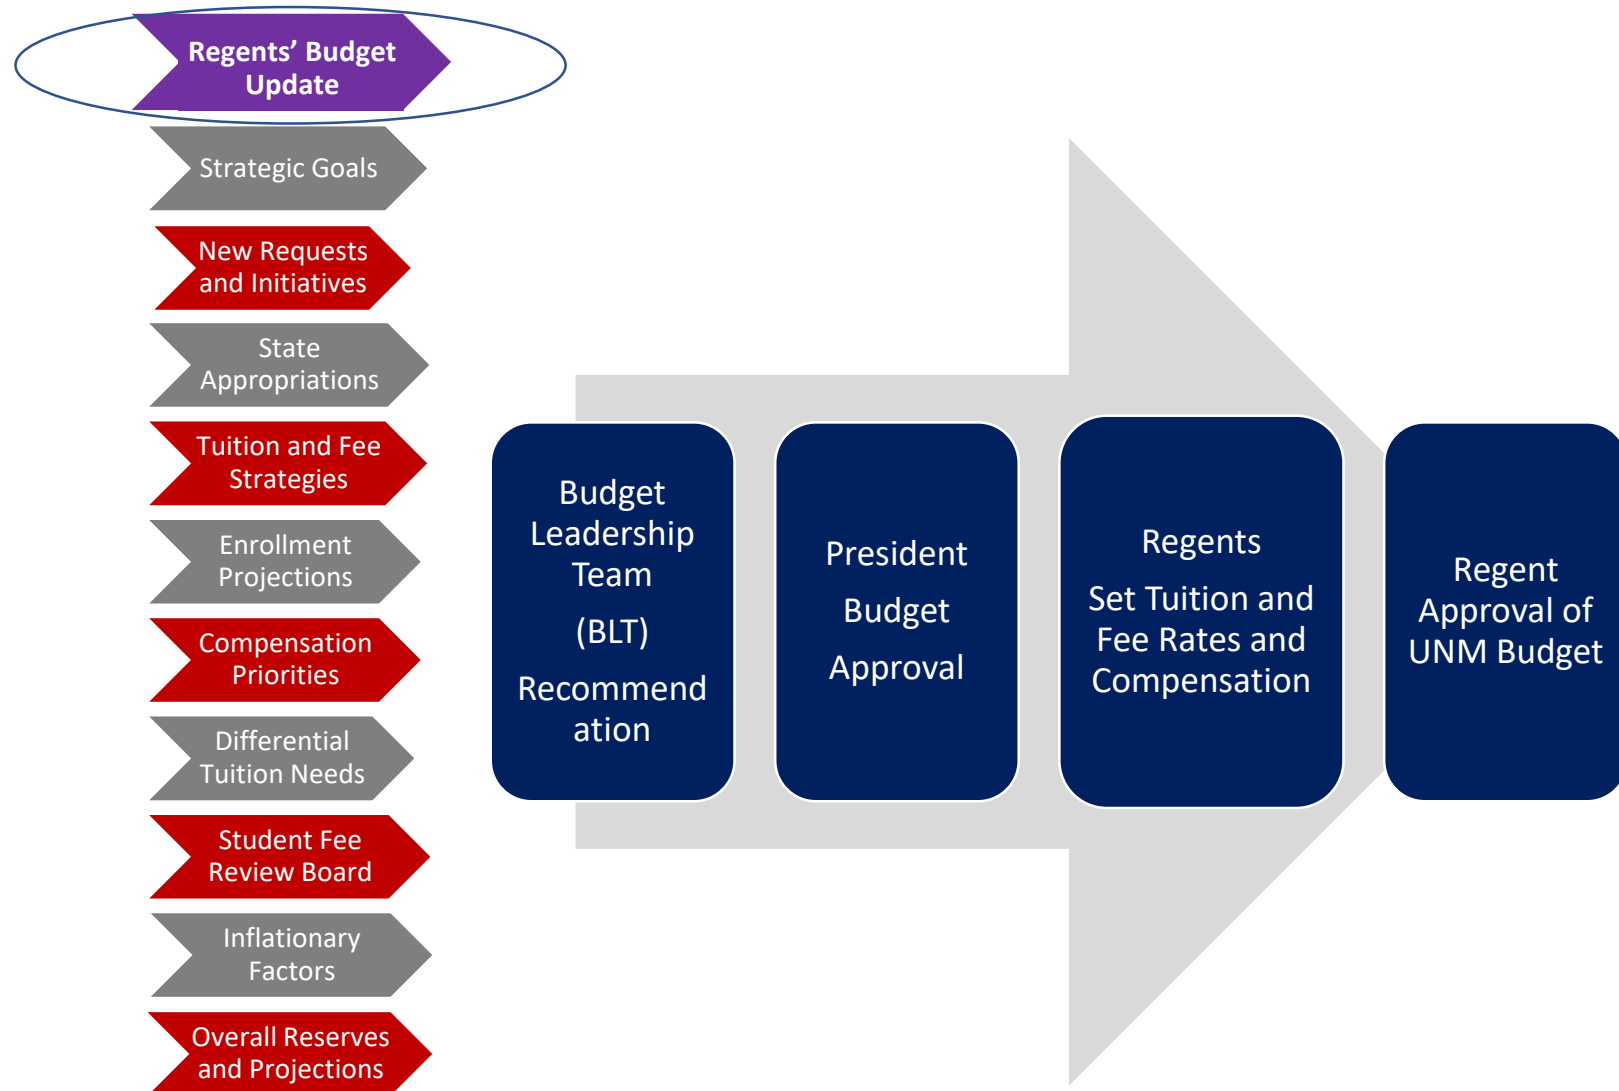 Regents’ Budget
Update
Strategic Goals
New Requests
and Initiatives
State
Appropriations
Tuition and Fee
Strategies
Enrollment
Projections
Compensation
Priorities
Differential
Tuition Needs
Student Fee
Review Board
Inflationary
Factors
Overall Reserves
and Projections
Budget
Leadership
Team
(BLT)
Recommend
ation
President
Budget
Approval
Regents
Set Tuition and
Fee Rates and
Compensation
Regent
Approval of
UNM Budget